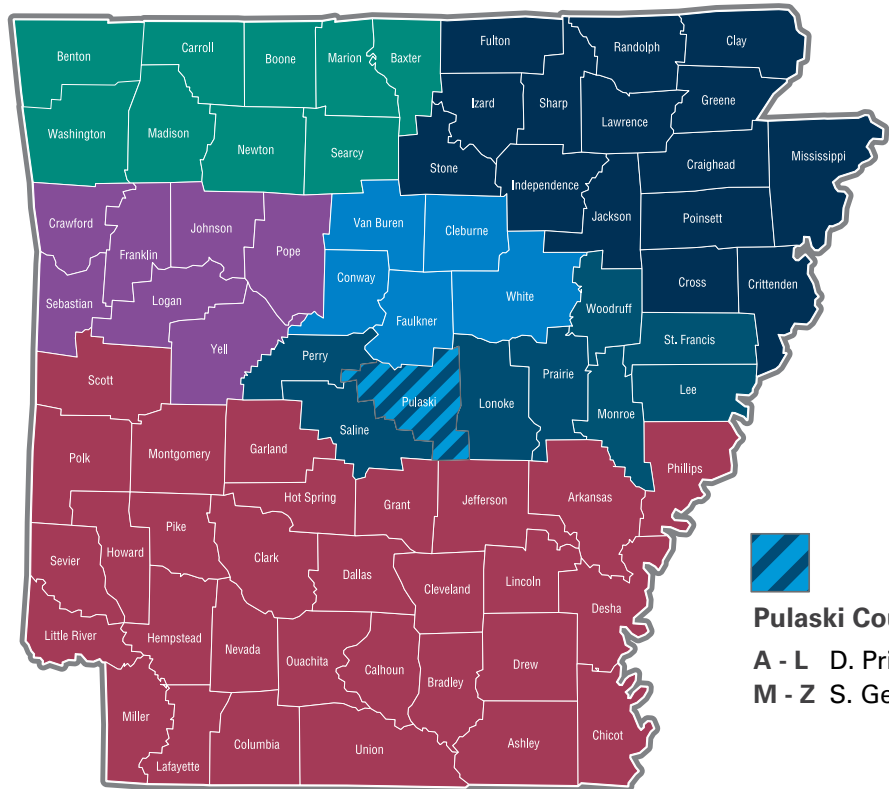 Benton
Carroll
Boone
Marion
Baxter
Fulton
Randolph
Clay
Washington
Madison
Newton
Searcy
Izard
Sharp
Lawrence
Greene
Stone
Independence
Craighead
Mississippi
Crawford
Franklin
Johnson
Pope
Van Buren
Cleburne
Jackson
Poinsett
Sebastian
Logan
Conway
Faulkner
White
Woodruff
Cross
Crittenden
Yell
Perry
St. Francis
Scott
Pulaski
Lonoke
Prairie
Monroe
Lee
Saline
Polk
Montgomery
Garland
Hot Spring
Grant
Jefferson
Arkansas
Phillips
Sevier
Howard
Pike
Clark
Dallas
Cleveland
Lincoln
Desha
Little River
Hempstead
Nevada
Ouachita
Calhoun
Bradley
Drew
Miller
Lafayette
Columbia
Union
Ashley
Chicot
Pulaski Cou
A - L D. Pri
M - Z S. Ge